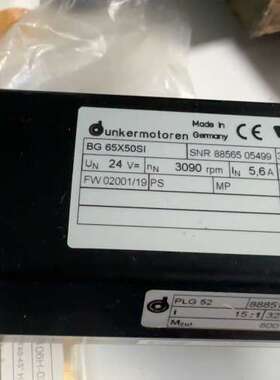 dunkermotoren Made in Germany CE
BG 65X50SI SNR 88565 05499
UN 24 V= nN 3090 rpm IN 5,6 A
FW 02001/19 PS MP
PLG 52
i 15:1